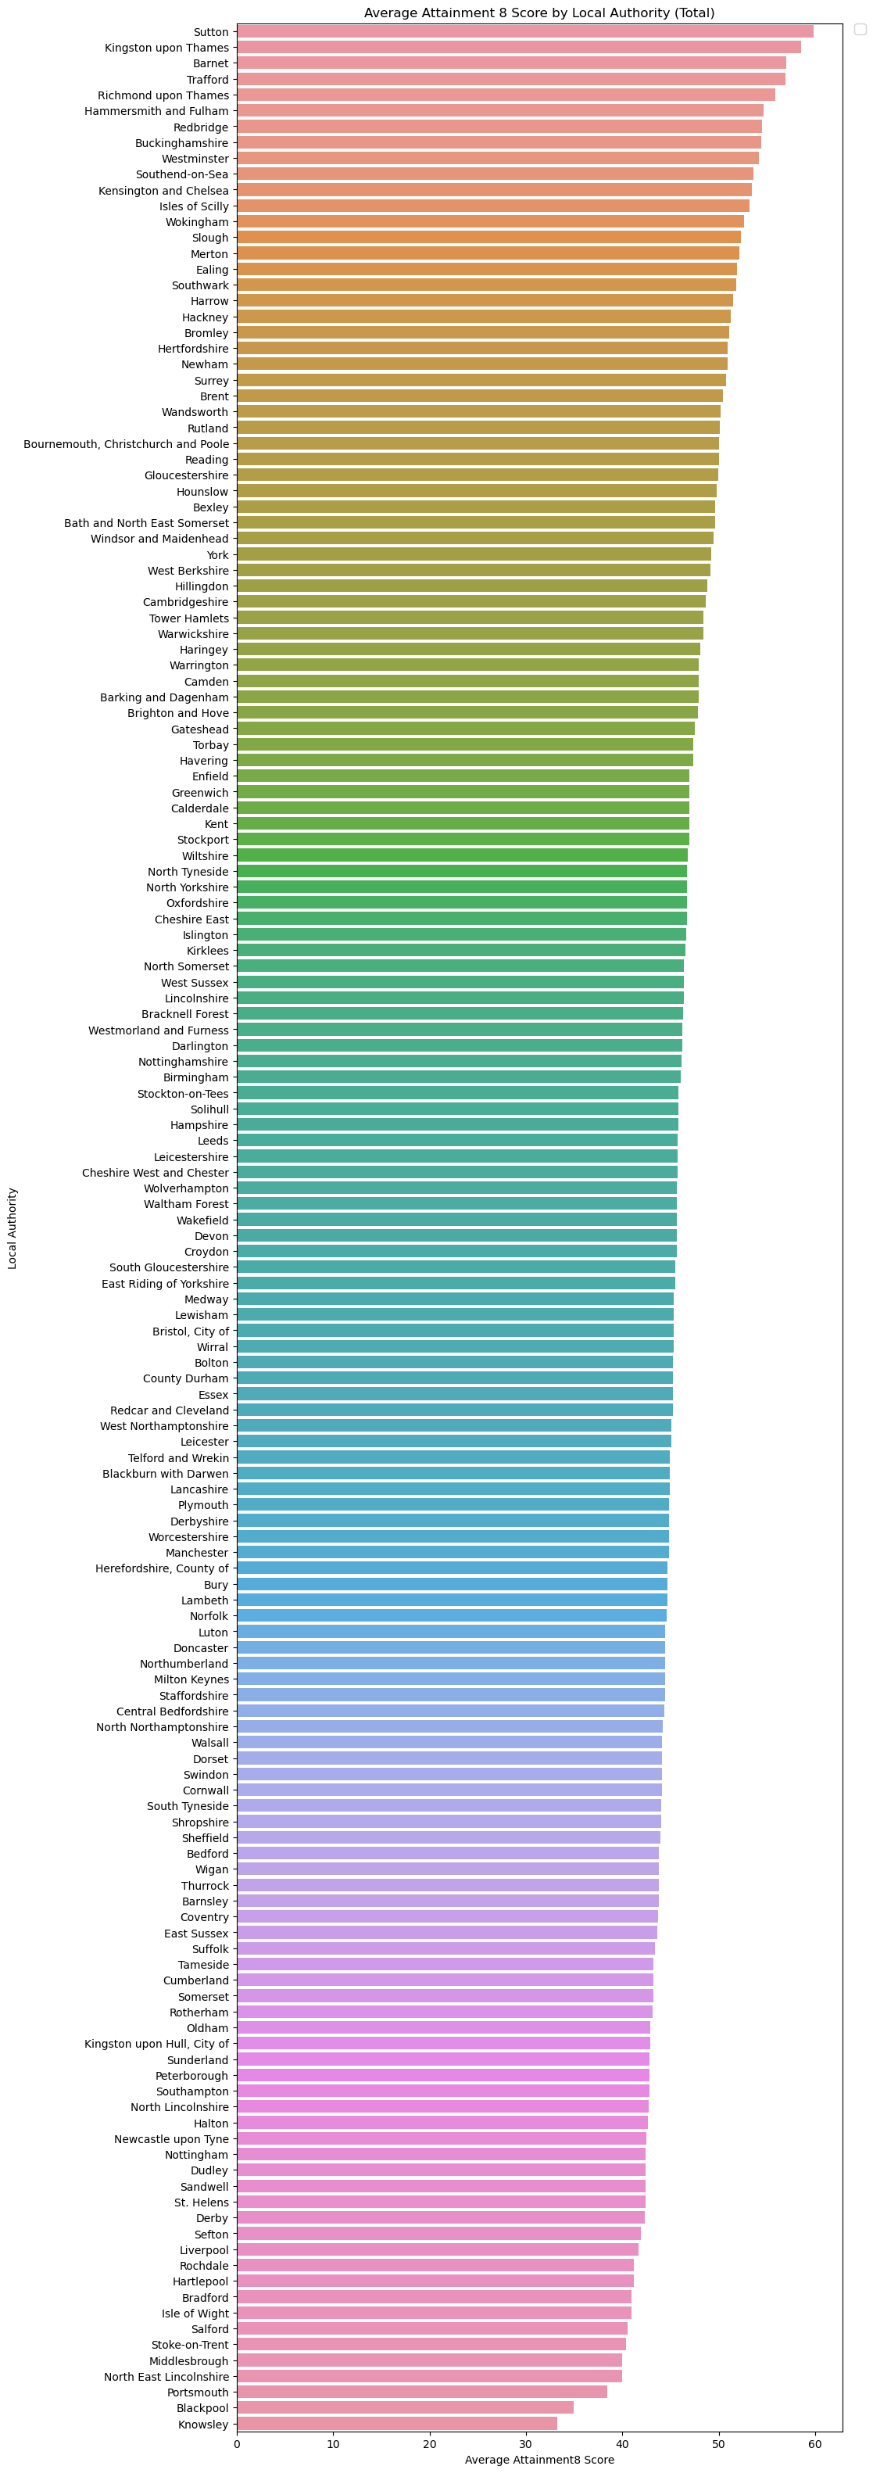 Average Attainment 8 Score by Local Authority (Total)
Sutton
Kingston upon Thames
Barnet
Trafford
Richmond upon Thames
Hammersmith and Fulham
Redbridge
Buckinghamshire
Westminster
Southend-on-Sea
Kensington and Chelsea
Isles of Scilly
Wokingham
Slough
Merton
Ealing
Southwark
Harrow
Hackney
Bromley
Hertfordshire
Newham
Surrey
Brent
Wandsworth
Rutland
Bournemouth, Christchurch and Poole
Reading
Gloucestershire
Hounslow
Bexley
Bath and North East Somerset
Windsor and Maidenhead
York
West Berkshire
Hillingdon
Cambridgeshire
Tower Hamlets
Warwickshire
Haringey
Warrington
Camden
Barking and Dagenham
Brighton and Hove
Gateshead
Torbay
Havering
Enfield
Greenwich
Calderdale
Kent
Stockport
Wiltshire
North Tyneside
North Yorkshire
Oxfordshire
Cheshire East
Islington
Kirklees
North Somerset
West Sussex
Lincolnshire
Bracknell Forest
Westmorland and Furness
Darlington
Nottinghamshire
Birmingham
Stockton-on-Tees
Solihull
Hampshire
Leeds
Leicestershire
Cheshire West and Chester
Wolverhampton
Waltham Forest
Wakefield
Devon
Croydon
South Gloucestershire
East Riding of Yorkshire
Medway
Lewisham
Bristol, City of
Wirral
Bolton
County Durham
Essex
Redcar and Cleveland
West Northamptonshire
Leicester
Telford and Wrekin
Blackburn with Darwen
Lancashire
Plymouth
Derbyshire
Worcestershire
Manchester
Herefordshire, County of
Bury
Lambeth
Norfolk
Luton
Doncaster
Northumberland
Milton Keynes
Staffordshire
Central Bedfordshire
North Northamptonshire
Walsall
Dorset
Swindon
Cornwall
South Tyneside
Shropshire
Sheffield
Bedford
Wigan
Thurrock
Barnsley
Coventry
East Sussex
Suffolk
Tameside
Cumberland
Somerset
Rotherham
Oldham
Kingston upon Hull, City of
Sunderland
Peterborough
Southampton
North Lincolnshire
Halton
Newcastle upon Tyne
Nottingham
Dudley
Sandwell
St. Helens
Derby
Sefton
Liverpool
Rochdale
Hartlepool
Bradford
Isle of Wight
Salford
Stoke-on-Trent
Middlesbrough
North East Lincolnshire
Portsmouth
Blackpool
Knowsley
Local Authority
0 10 20 30 40 50 60
Average Attainment8 Score